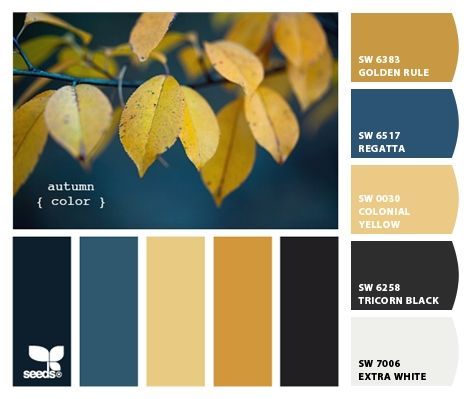 autumn
{ color }
seeds®
SW 6383
GOLDEN RULE
SW 6517
REGATTA
SW 0030
COLONIAL
YELLOW
SW 6258
TRICORN BLACK
SW 7006
EXTRA WHITE